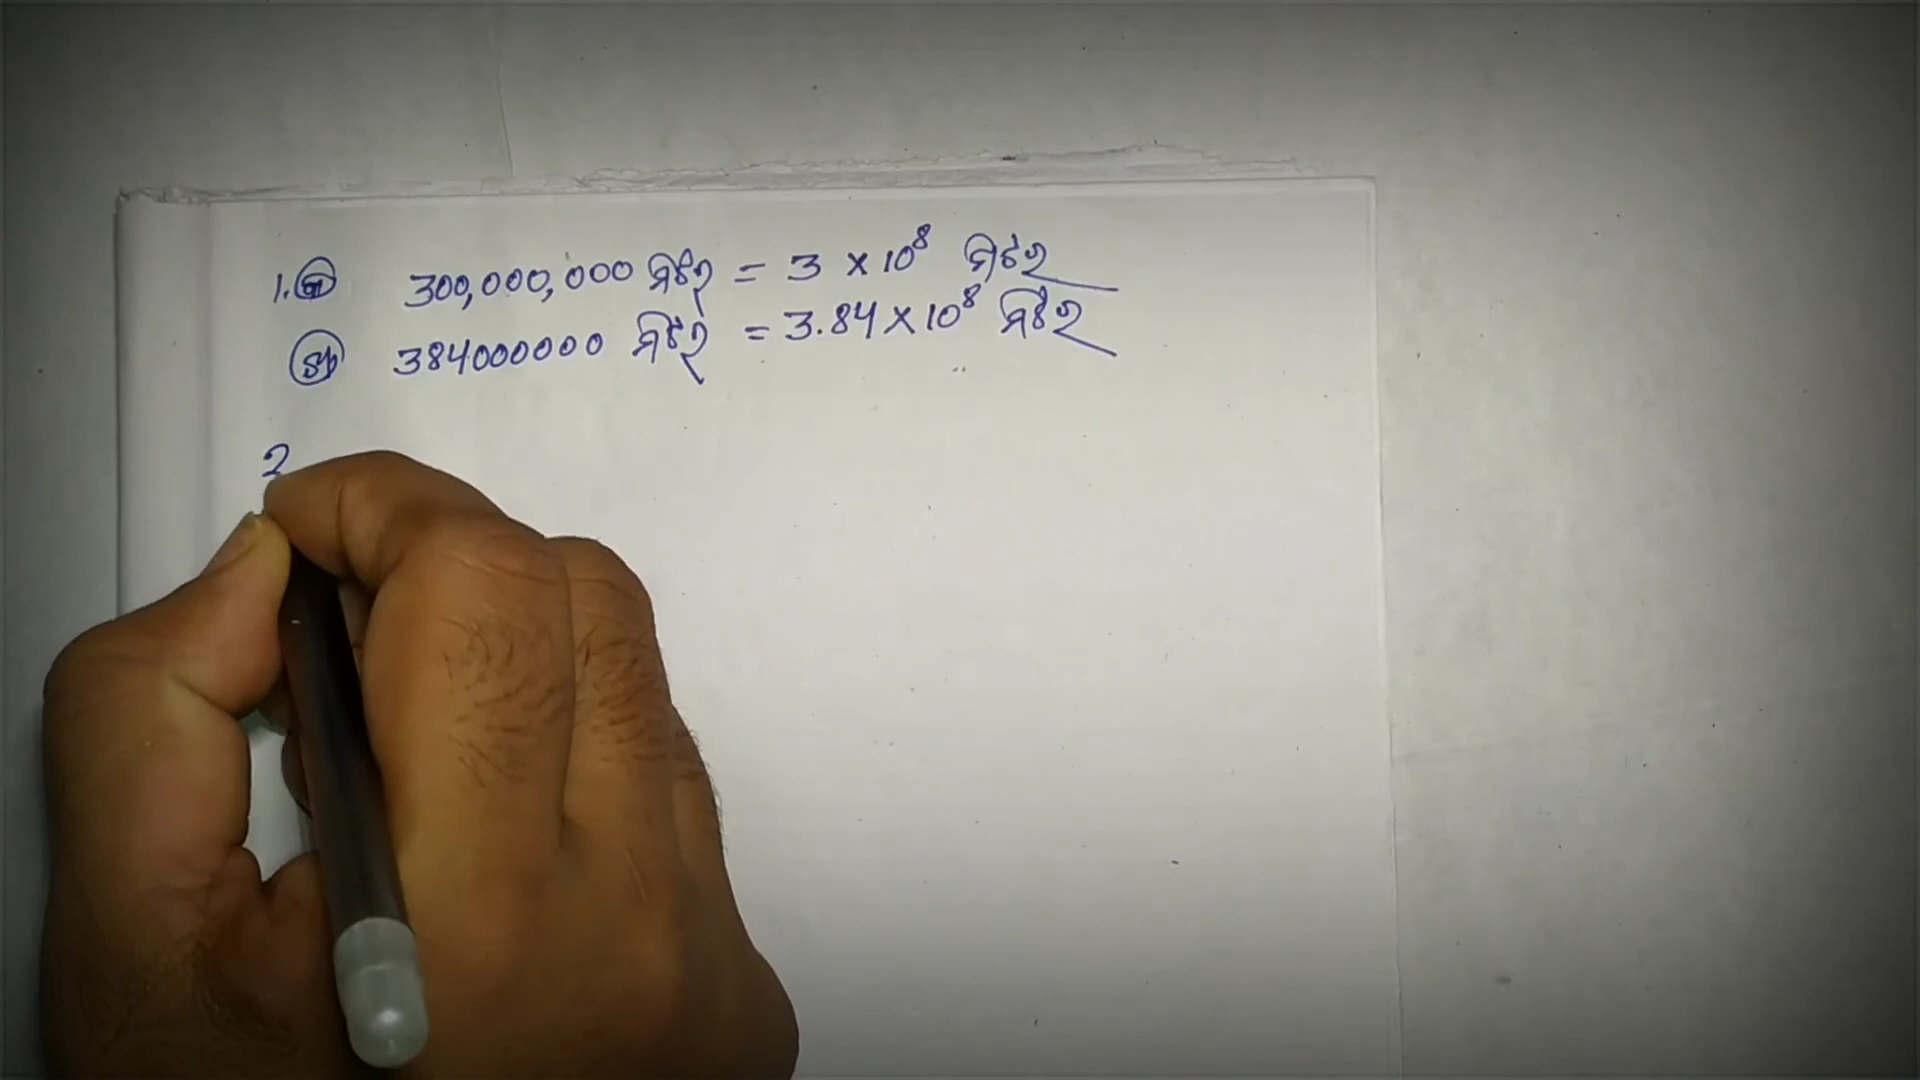 1.(କ) 300,000,000 ମିଟର = 3 × 10⁸ ମିଟର
(ଖ) 384000000 ମିଟର = 3.84 × 10⁸ ମିଟର
2